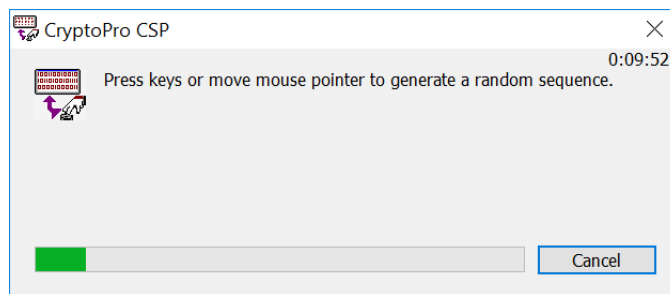 CryptoPro CSP
0:09:52
Press keys or move mouse pointer to generate a random sequence.
Cancel